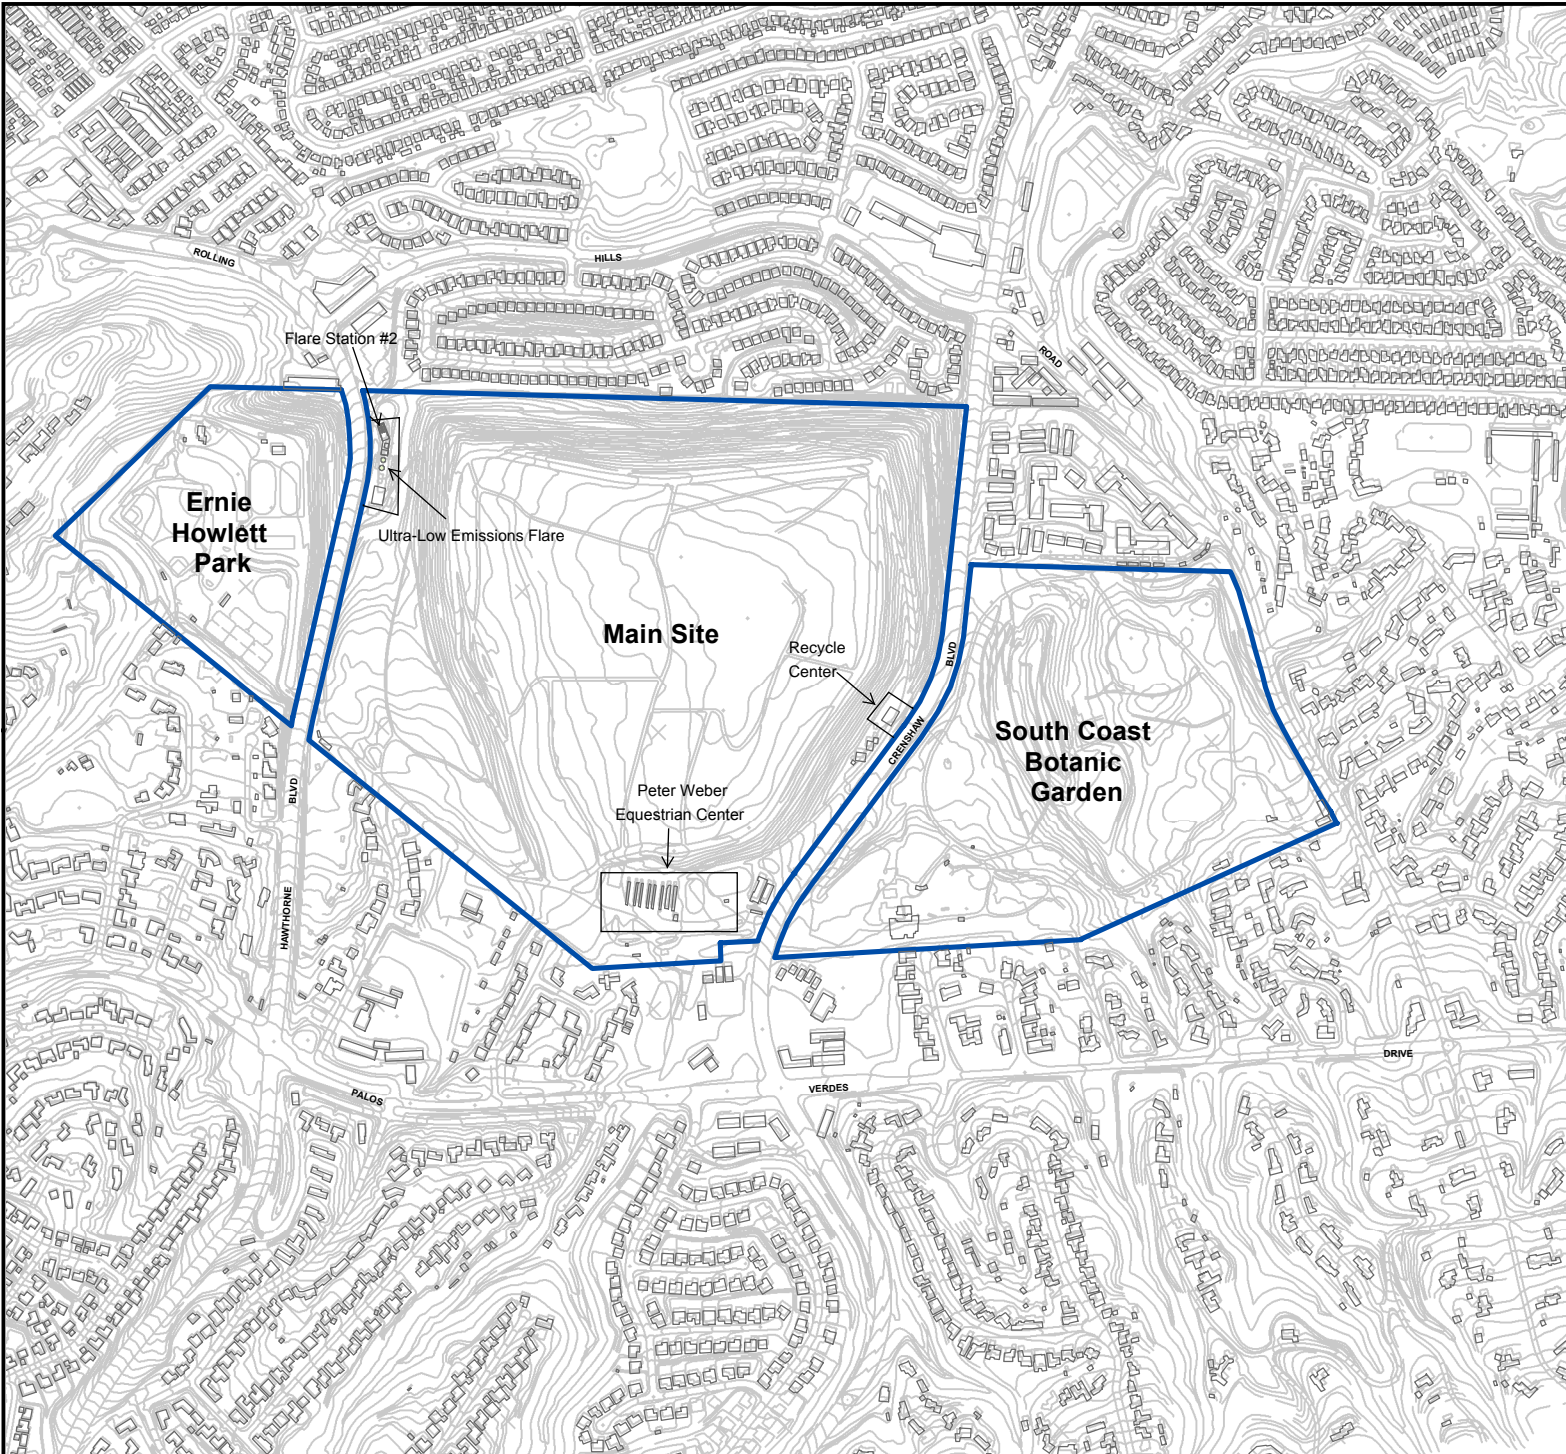 ROLLING
HILLS
ROAD
Flare Station #2
Ultra-Low Emissions Flare
Ernie
Howlett
Park
Main Site
Recycle
Center
BLVD
CRENSHAW
South Coast
Botanic
Garden
Peter Weber
Equestrian Center
BLVD
HAWTHORNE
PALOS
VERDES
DRIVE